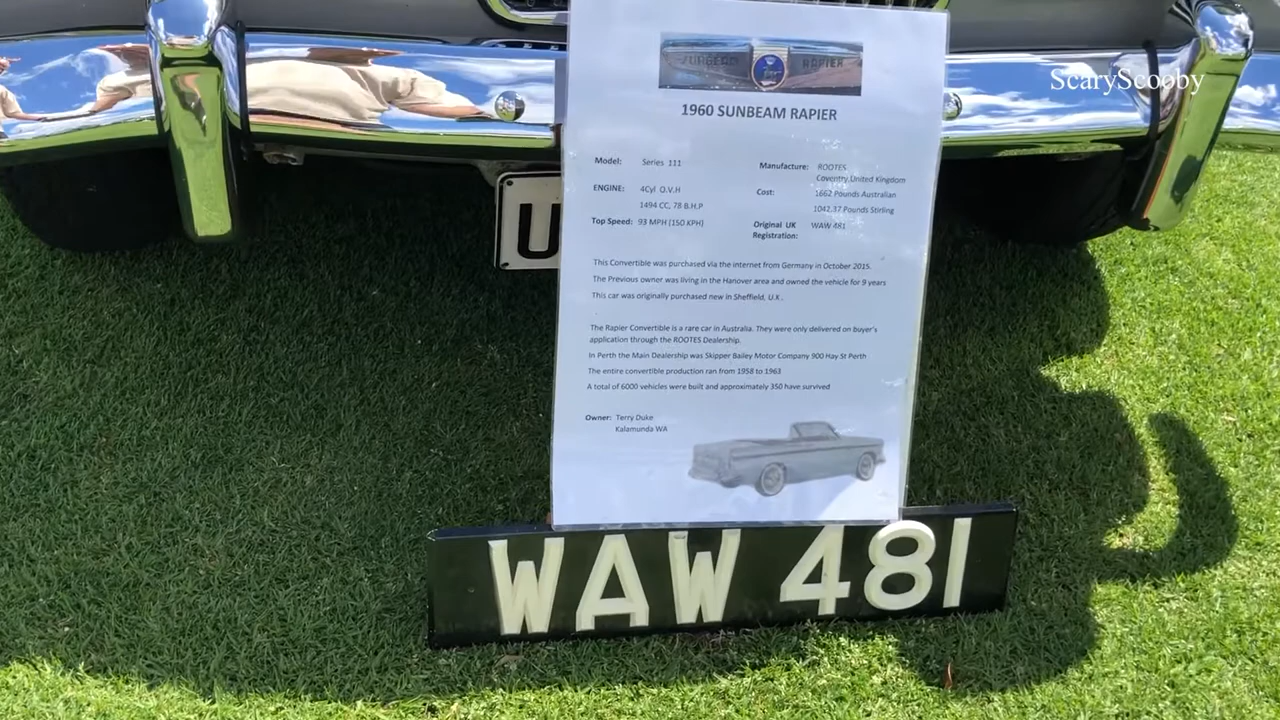 ScaryScooby
SUNBEAM RAPIER
1960 SUNBEAM RAPIER
Model: Series 111
Manufacture: ROOTES
Coventry,United Kingdom
ENGINE: 4Cyl O.V.H
Cost: 1662 Pounds Australian
1494 CC, 78 B.H.P
1042.37 Pounds Stirling
Top Speed: 93 MPH (150 KPH)
Original UK WAW 481
Registration:
U
This Convertible was purchased via the internet from Germany in October 2015.
The Previous owner was living in the Hanover area and owned the vehicle for 9 years
This car was originally purchased new in Sheffield, U.K.
The Rapier Convertible is a rare car in Australia. They were only delivered on buyer's
application through the ROOTES Dealership.
In Perth the Main Dealership was Skipper Bailey Motor Company 900 Hay St Perth
The entire convertible production ran from 1958 to 1963
A total of 6000 vehicles were built and approximately 350 have survived
Owner: Terry Duke
Kalamunda WA
WAW 481